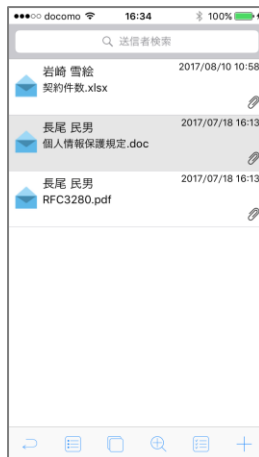 docomo 16:34 100%
送信者検索
岩崎 雪絵 2017/08/10 10:58
契約件数.xlsx
長尾 民男 2017/07/18 16:13
個人情報保護規定.doc
長尾 民男 2017/07/18 16:13
RFC3280.pdf